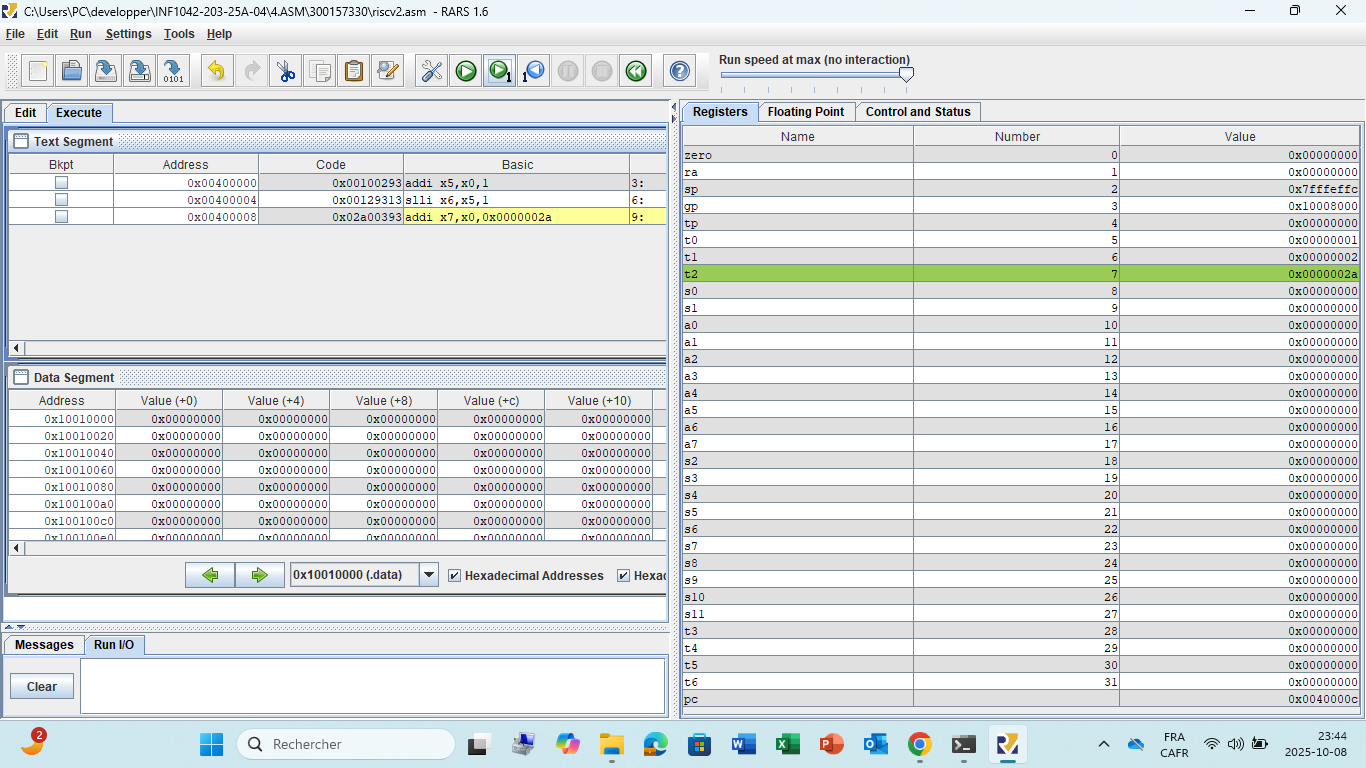 C:\Users\PC\developper\INF1042-203-25A-04\4.ASM\300157330\riscv2.asm - RARS 1.6
File Edit Run Settings Tools Help
Run speed at max (no interaction)
Edit Execute
Text Segment
Bkpt Address Code Basic
0x00400000 0x00100293 addi x5,x0,1 3:
0x00400004 0x00129313 slli x6,x5,1 6:
0x00400008 0x02a00393 addi x7,x0,0x0000002a 9:
Data Segment
Address Value (+0) Value (+4) Value (+8) Value (+c) Value (+10)
0x10010000 0x00000000 0x00000000 0x00000000 0x00000000 0x00000000
0x10010020 0x00000000 0x00000000 0x00000000 0x00000000 0x00000000
0x10010040 0x00000000 0x00000000 0x00000000 0x00000000 0x00000000
0x10010060 0x00000000 0x00000000 0x00000000 0x00000000 0x00000000
0x10010080 0x00000000 0x00000000 0x00000000 0x00000000 0x00000000
0x100100a0 0x00000000 0x00000000 0x00000000 0x00000000 0x00000000
0x100100c0 0x00000000 0x00000000 0x00000000 0x00000000 0x00000000
0x100100e0 0x00000000 0x00000000 0x00000000 0x00000000 0x00000000
0x10010000 (.data) Hexadecimal Addresses Hexad
Messages Run I/O
Clear
Registers Floating Point Control and Status
Name Number Value
zero 0 0x00000000
ra 1 0x00000000
sp 2 0x7fffeffc
gp 3 0x10008000
tp 4 0x00000000
t0 5 0x00000001
t1 6 0x00000002
t2 7 0x0000002a
s0 8 0x00000000
s1 9 0x00000000
a0 10 0x00000000
a1 11 0x00000000
a2 12 0x00000000
a3 13 0x00000000
a4 14 0x00000000
a5 15 0x00000000
a6 16 0x00000000
a7 17 0x00000000
s2 18 0x00000000
s3 19 0x00000000
s4 20 0x00000000
s5 21 0x00000000
s6 22 0x00000000
s7 23 0x00000000
s8 24 0x00000000
s9 25 0x00000000
s10 26 0x00000000
s11 27 0x00000000
t3 28 0x00000000
t4 29 0x00000000
t5 30 0x00000000
t6 31 0x00000000
pc 0x0040000c
2 Rechercher FRA 23:44
CAFR 2025-10-08